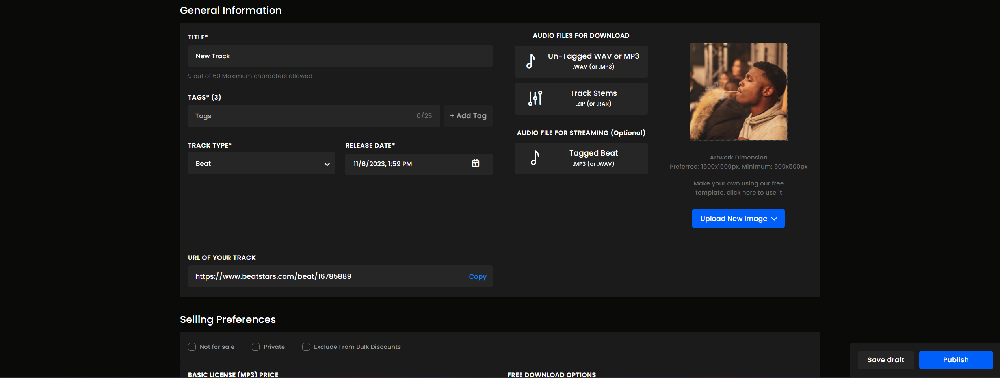 General Information
TITLE*
New Track
9 out of 60 Maximum characters allowed
TAGS* (3)
Tags 0/25
+ Add Tag
TRACK TYPE*
Beat
RELEASE DATE*
11/6/2023, 1:59 PM
URL OF YOUR TRACK
https://www.beatstars.com/beat/16785889 Copy
AUDIO FILES FOR DOWNLOAD
Un-Tagged WAV or MP3
.WAV (or .MP3)
Track Stems
.ZIP (or .RAR)
AUDIO FILE FOR STREAMING (Optional)
Tagged Beat
.MP3 (or .WAV)
Artwork Dimension
Preferred: 1500x1500px, Minimum: 500x500px
Make your own using our free
template, click here to use it
Upload New Image
Selling Preferences
Not for sale Private Exclude From Bulk Discounts
BASIC LICENSE (MP3) PRICE
FREE DOWNLOAD OPTIONS
Save draft Publish